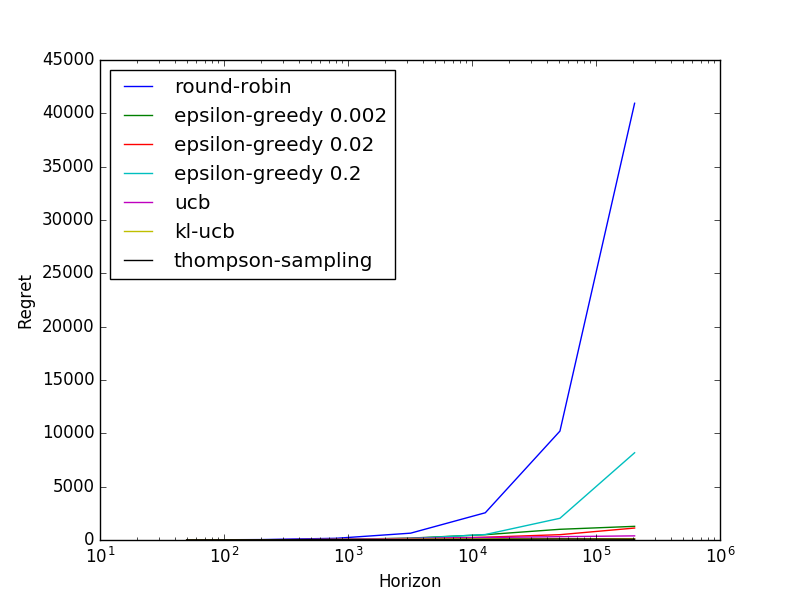 45000
40000
35000
30000
25000
20000
15000
10000
5000
0
Regret
round-robin
epsilon-greedy 0.002
epsilon-greedy 0.02
epsilon-greedy 0.2
ucb
kl-ucb
thompson-sampling
10¹ 10² 10³ 10⁴ 10⁵ 10⁶
Horizon